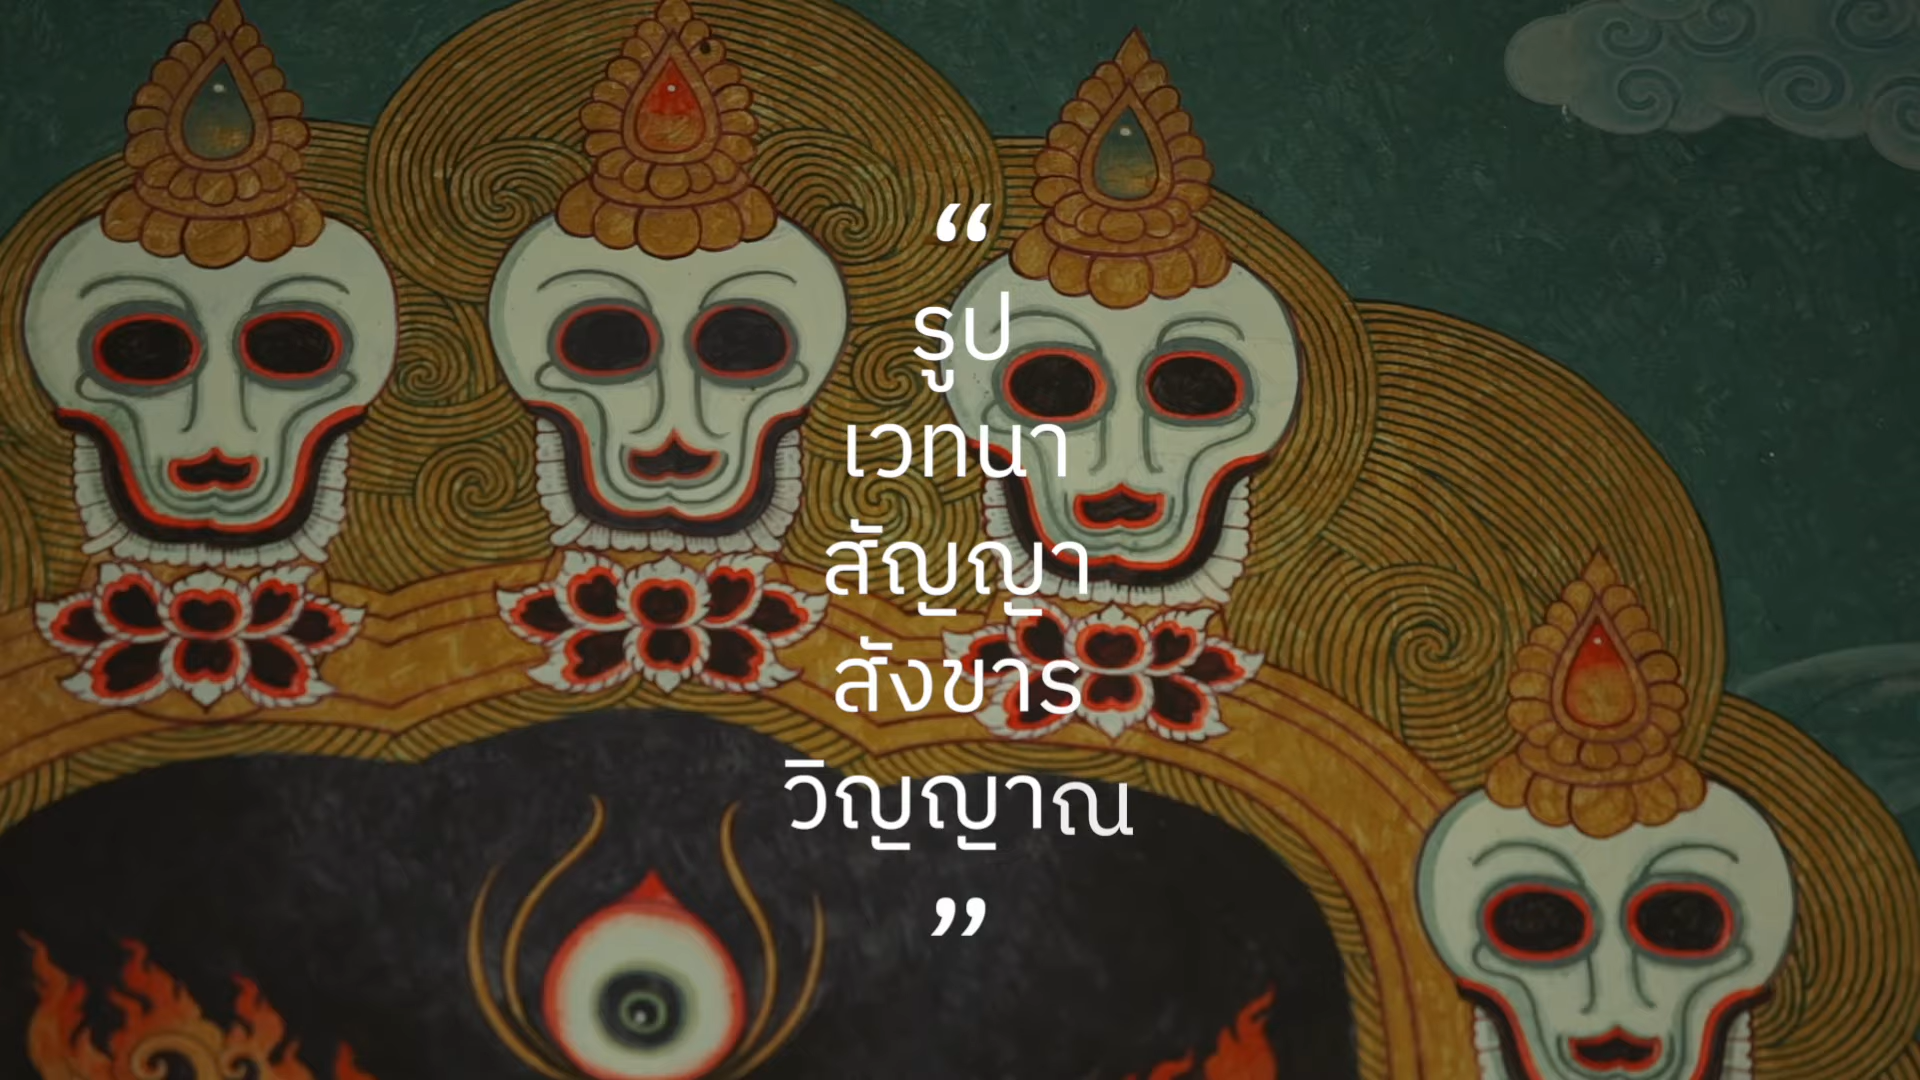 “
รูป
เวทนา
สัญญา
สังขาร
วิญญาณ
”